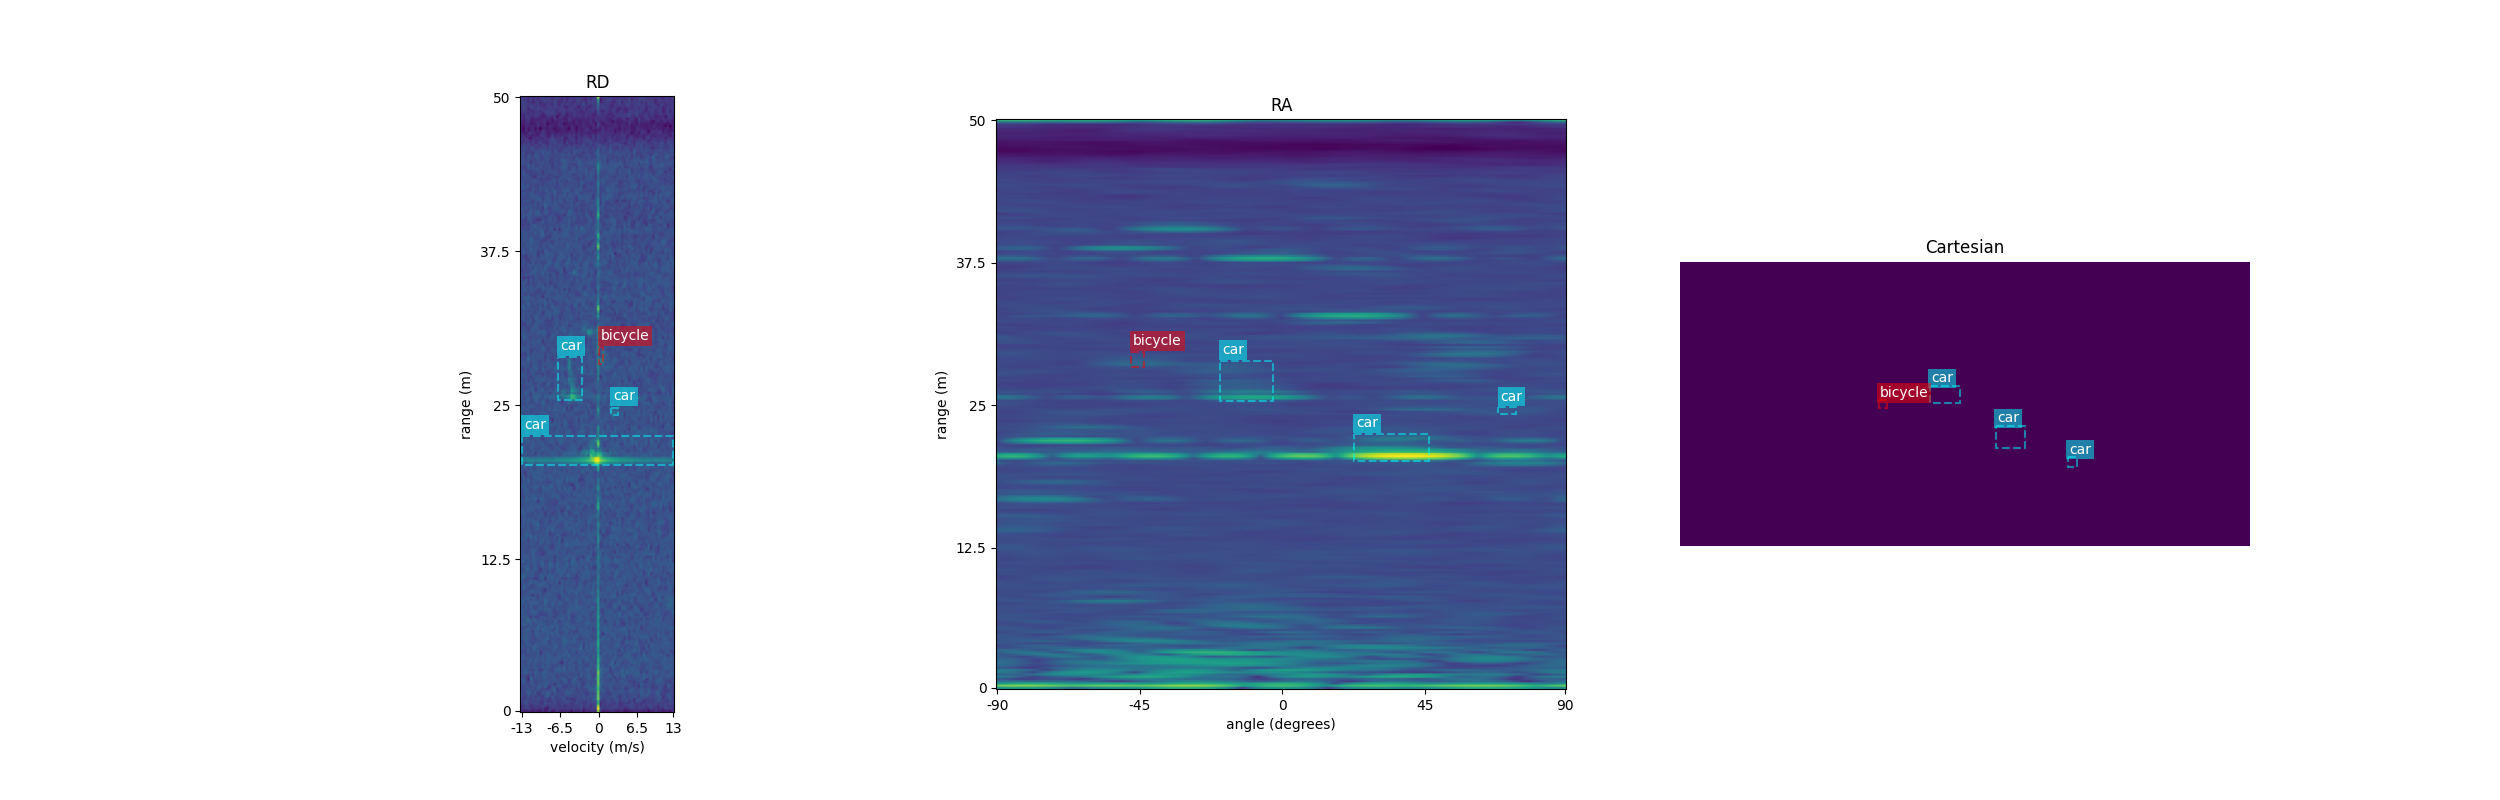 RD
50
37.5
25
12.5
0
range (m)
bicycle
car
car
car
-13 -6.5 0 6.5 13
velocity (m/s)
RA
50
37.5
25
12.5
0
range (m)
bicycle
car
car
car
-90 -45 0 45 90
angle (degrees)
Cartesian
car
bicycle
car
car